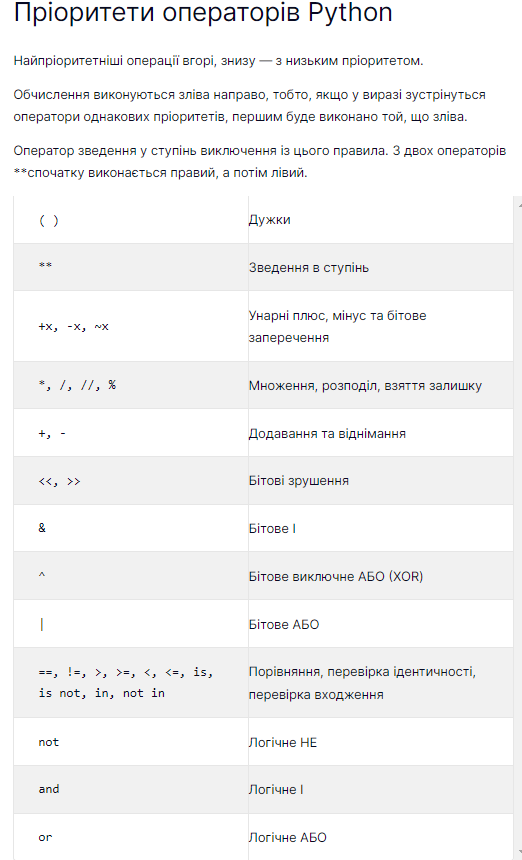 Пріоритети операторів Python
Найпріоритетніші операції вгорі, знизу — з низьким пріоритетом.
Обчислення виконуються зліва направо, тобто, якщо у виразі зустрінуться
оператори однакових пріоритетів, першим буде виконано той, що зліва.
Оператор зведення у ступінь виключення із цього правила. З двох операторів
**спочатку виконається правий, а потім лівий.
( ) Дужки
** Зведення в ступінь
+x, -x, ~x Унарні плюс, мінус та бітове
заперечення
*, /, //, % Множення, розподіл, взяття залишку
+, - Додавання та віднімання
<<, >> Бітові зрушення
& Бітове І
^ Бітове виключне АБО (XOR)
| Бітове АБО
==, !=, >, >=, <, <=, is, Порівняння, перевірка ідентичності,
is not, in, not in перевірка входження
not Логічне НЕ
and Логічне І
or Логічне АБО